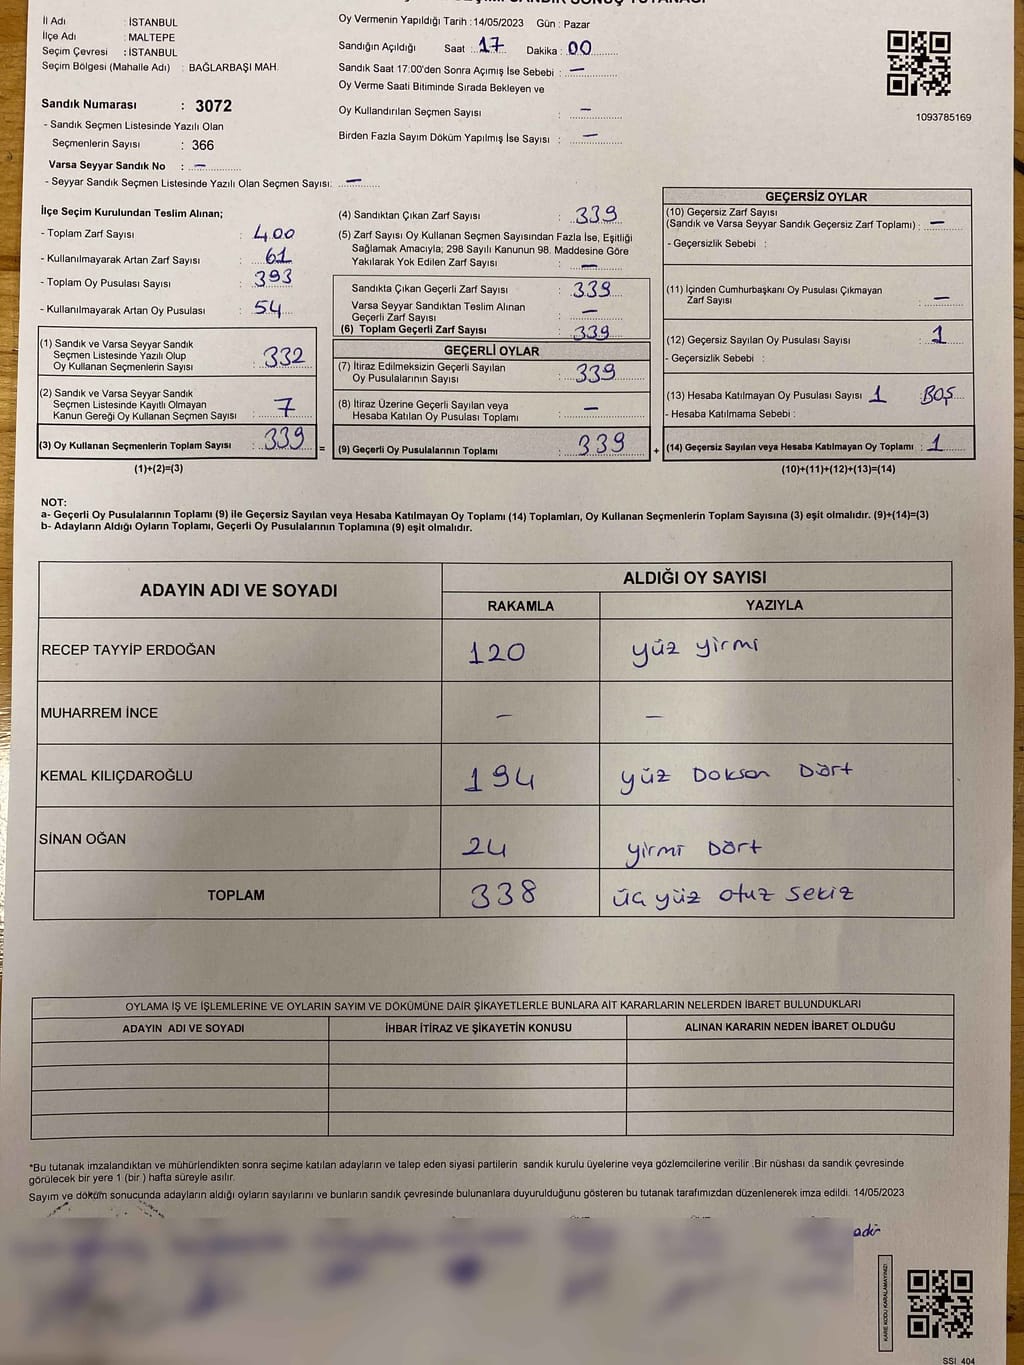 İl Adı : İSTANBUL
İlçe Adı : MALTEPE
Seçim Çevresi : İSTANBUL
Seçim Bölgesi (Mahalle Adı) : BAĞLARBAŞI MAH.
Sandık Numarası : 3072
- Sandık Seçmen Listesinde Yazılı Olan
Seçmenlerin Sayısı : 366
Varsa Seyyar Sandık No : —
- Seyyar Sandık Seçmen Listesinde Yazılı Olan Seçmen Sayısı: —
Oy Vermenin Yapıldığı Tarih : 14/05/2023 Gün : Pazar
Sandığın Açıldığı Saat : 17 Dakika : 00
Sandık Saat 17:00'den Sonra Açımış İse Sebebi : —
Oy Verme Saati Bitiminde Sırada Bekleyen ve
Oy Kullandırılan Seçmen Sayısı : —
Birden Fazla Sayım Döküm Yapılmış İse Sayısı : —
1093785169
İlçe Seçim Kurulundan Teslim Alınan;
- Toplam Zarf Sayısı : 400
- Kullanılmayarak Artan Zarf Sayısı : 61
- Toplam Oy Pusulası Sayısı : 393
- Kullanılmayarak Artan Oy Pusulası : 54
(1) Sandık ve Varsa Seyyar Sandık
Seçmen Listesinde Yazılı Olup
Oy Kullanan Seçmenlerin Sayısı : 332
(2) Sandık ve Varsa Seyyar Sandık
Seçmen Listesinde Kayıtlı Olmayan
Kanun Gereği Oy Kullanan Seçmen Sayısı : 7
(3) Oy Kullanan Seçmenlerin Toplam Sayısı : 339 =
(1)+(2)=(3)
(4) Sandıktan Çıkan Zarf Sayısı : 339
(5) Zarf Sayısı Oy Kullanan Seçmen Sayısından Fazla İse, Eşitliği
Sağlamak Amacıyla; 298 Sayılı Kanunun 98. Maddesine Göre
Yakılarak Yok Edilen Zarf Sayısı : —
Sandıkta Çıkan Geçerli Zarf Sayısı : 339
Varsa Seyyar Sandıktan Teslim Alınan
Geçerli Zarf Sayısı : —
(6) Toplam Geçerli Zarf Sayısı : 339
GEÇERLİ OYLAR
(7) İtiraz Edilmeksizin Geçerli Sayılan
Oy Pusulalarının Sayısı : 339
(8) İtiraz Üzerine Geçerli Sayılan veya
Hesaba Katılan Oy Pusulası Toplamı : —
(9) Geçerli Oy Pusulalarının Toplamı : 339 +
GEÇERSİZ OYLAR
(10) Geçersiz Zarf Sayısı
(Sandık ve Varsa Seyyar Sandık Geçersiz Zarf Toplamı) : —
- Geçersizlik Sebebi :
(11) İçinden Cumhurbaşkanı Oy Pusulası Çıkmayan
Zarf Sayısı : —
(12) Geçersiz Sayılan Oy Pusulası Sayısı : 1
- Geçersizlik Sebebi :
(13) Hesaba Katılmayan Oy Pusulası Sayısı 1 : BOŞ
- Hesaba Katılmama Sebebi :
(14) Geçersiz Sayılan veya Hesaba Katılmayan Oy Toplamı : 1
(10)+(11)+(12)+(13)=(14)
NOT:
a- Geçerli Oy Pusulalarının Toplamı (9) ile Geçersiz Sayılan veya Hesaba Katılmayan Oy Toplamı (14) Toplamları, Oy Kullanan Seçmenlerin Toplam Sayısına (3) eşit olmalıdır. (9)+(14)=(3)
b- Adayların Aldığı Oyların Toplamı, Geçerli Oy Pusulalarının Toplamına (9) eşit olmalıdır.
ADAYIN ADI VE SOYADI ALDIĞI OY SAYISI
RAKAMLA YAZIYLA
RECEP TAYYİP ERDOĞAN 120 yüz yirmi
MUHARREM İNCE — —
KEMAL KILIÇDAROĞLU 194 yüz Doksan Dört
SİNAN OĞAN 24 yirmi Dört
TOPLAM 338 üç yüz otuz sekiz
OYLAMA İŞ VE İŞLEMLERİNE VE OYLARIN SAYIM VE DÖKÜMÜNE DAİR ŞİKAYETLERLE BUNLARA AİT KARARLARIN NELERDEN İBARET BULUNDUKLARI
ADAYIN ADI VE SOYADI İHBAR İTİRAZ VE ŞİKAYETİN KONUSU ALINAN KARARIN NEDEN İBARET OLDUĞU
*Bu tutanak imzalandıktan ve mühürlendikten sonra seçime katılan adayların ve talep eden siyasi partilerin sandık kurulu üyelerine veya gözlemcilerine verilir .Bir nüshası da sandık çevresinde
görülecek bir yere 1 (bir ) hafta süreyle asılır.
Sayım ve döküm sonucunda adayların aldığı oyların sayılarını ve bunların sandık çevresinde bulunanlara duyurulduğunu gösteren bu tutanak tarafımızdan düzenlenerek imza edildi. 14/05/2023
KARE KODU KARALAMAYINIZ!
SSI 404